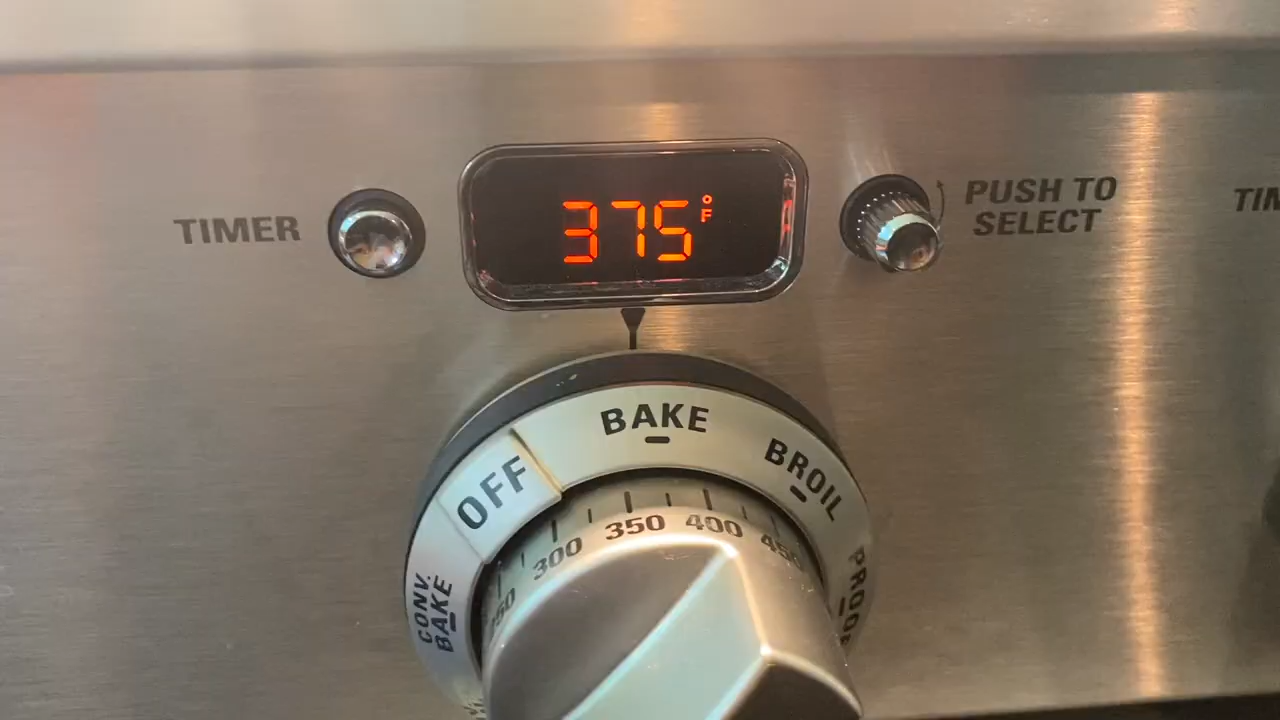 TIMER
375°F
PUSH TO
SELECT
BAKE
BROIL
OFF
CONV.
BAKE
300
350
400